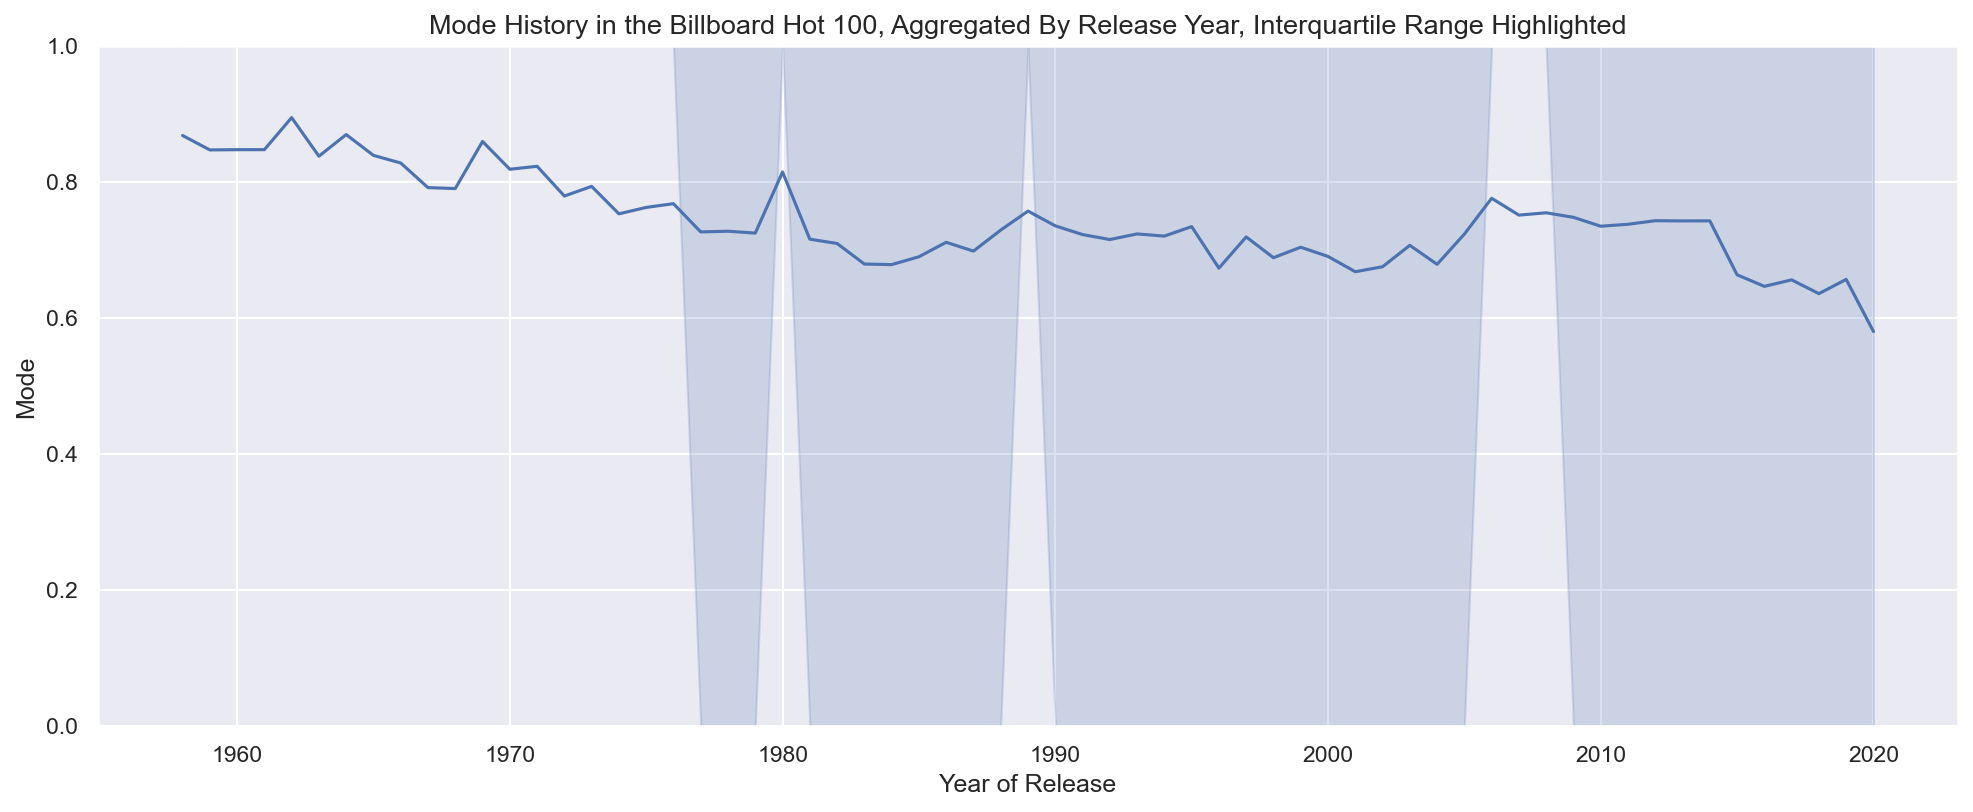 Mode History in the Billboard Hot 100, Aggregated By Release Year, Interquartile Range Highlighted
1.0
0.8
0.6
0.4
0.2
0.0
Mode
1960 1970 1980 1990 2000 2010 2020
Year of Release